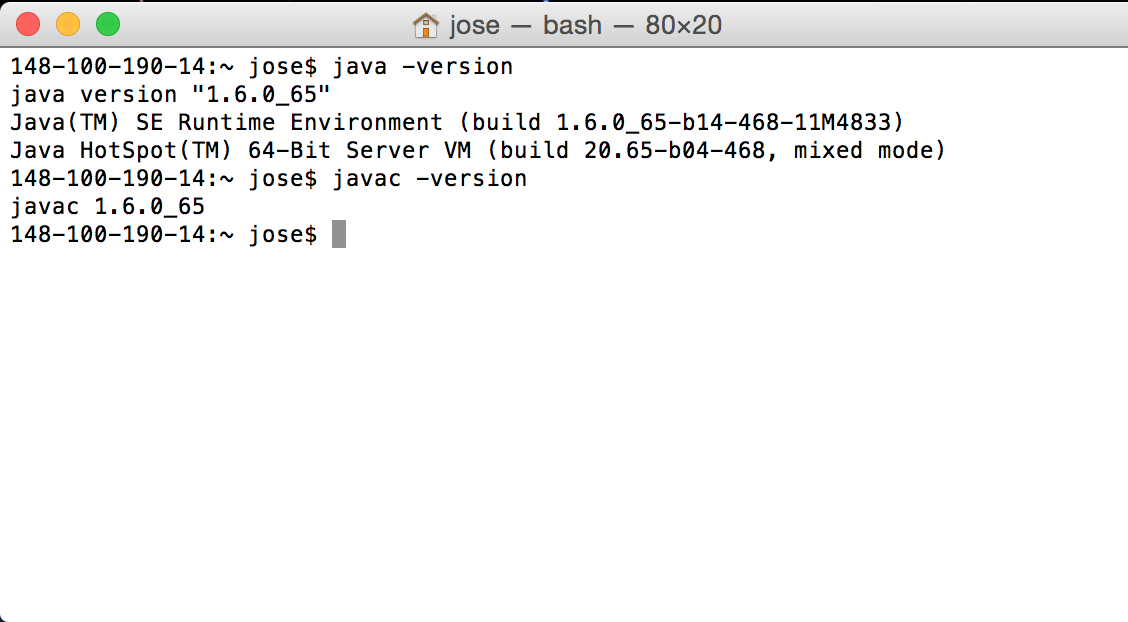 jose — bash — 80×20
148-100-190-14:~ jose$ java -version
java version "1.6.0_65"
Java(TM) SE Runtime Environment (build 1.6.0_65-b14-468-11M4833)
Java HotSpot(TM) 64-Bit Server VM (build 20.65-b04-468, mixed mode)
148-100-190-14:~ jose$ javac -version
javac 1.6.0_65
148-100-190-14:~ jose$